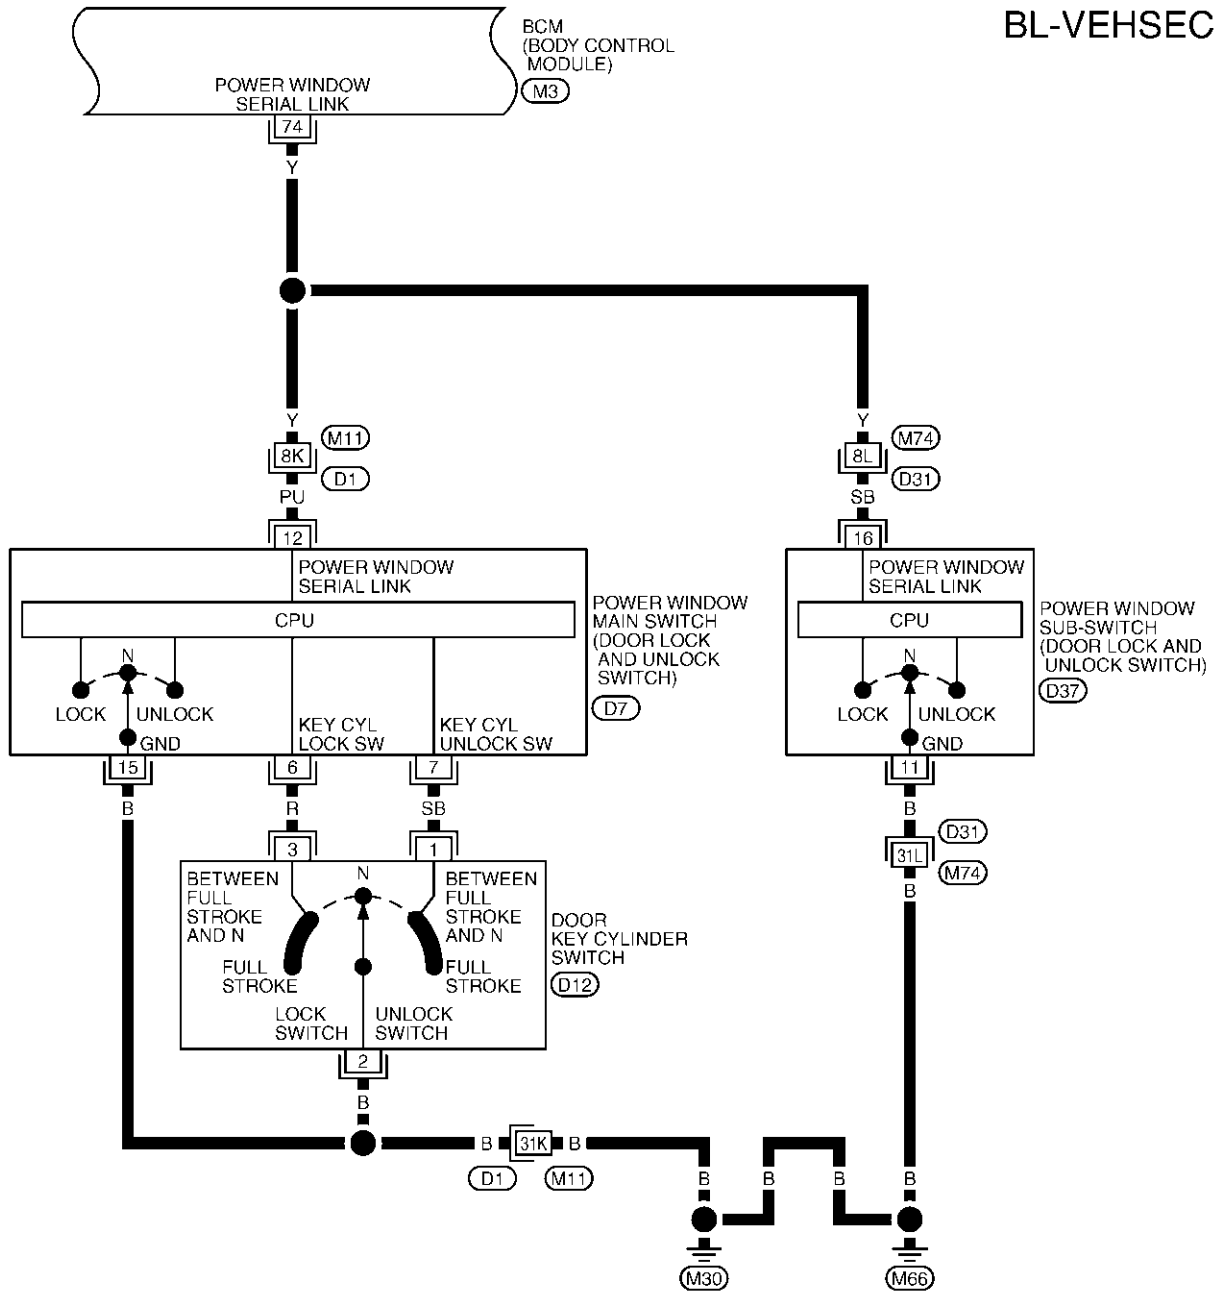 BL-VEHSEC
BCM
(BODY CONTROL
MODULE)
M3
POWER WINDOW
SERIAL LINK
74
Y
Y
Y
M11
8K
D1
PU
M74
8L
D31
SB
12
16
POWER WINDOW
SERIAL LINK
CPU
N
LOCK
UNLOCK
GND
KEY CYL
LOCK SW
KEY CYL
UNLOCK SW
POWER WINDOW
MAIN SWITCH
(DOOR LOCK
AND UNLOCK
SWITCH)
D7
POWER WINDOW
SERIAL LINK
CPU
N
LOCK
UNLOCK
GND
POWER WINDOW
SUB-SWITCH
(DOOR LOCK AND
UNLOCK SWITCH)
D37
15
6
7
11
B
R
SB
B
3
1
D31
31L
M74
B
BETWEEN
FULL
STROKE
AND N
FULL
STROKE
N
BETWEEN
FULL
STROKE
AND N
FULL
STROKE
LOCK
SWITCH
UNLOCK
SWITCH
DOOR
KEY CYLINDER
SWITCH
D12
2
B
B
31K
B
D1
M11
B
B
B
B
M30
M66